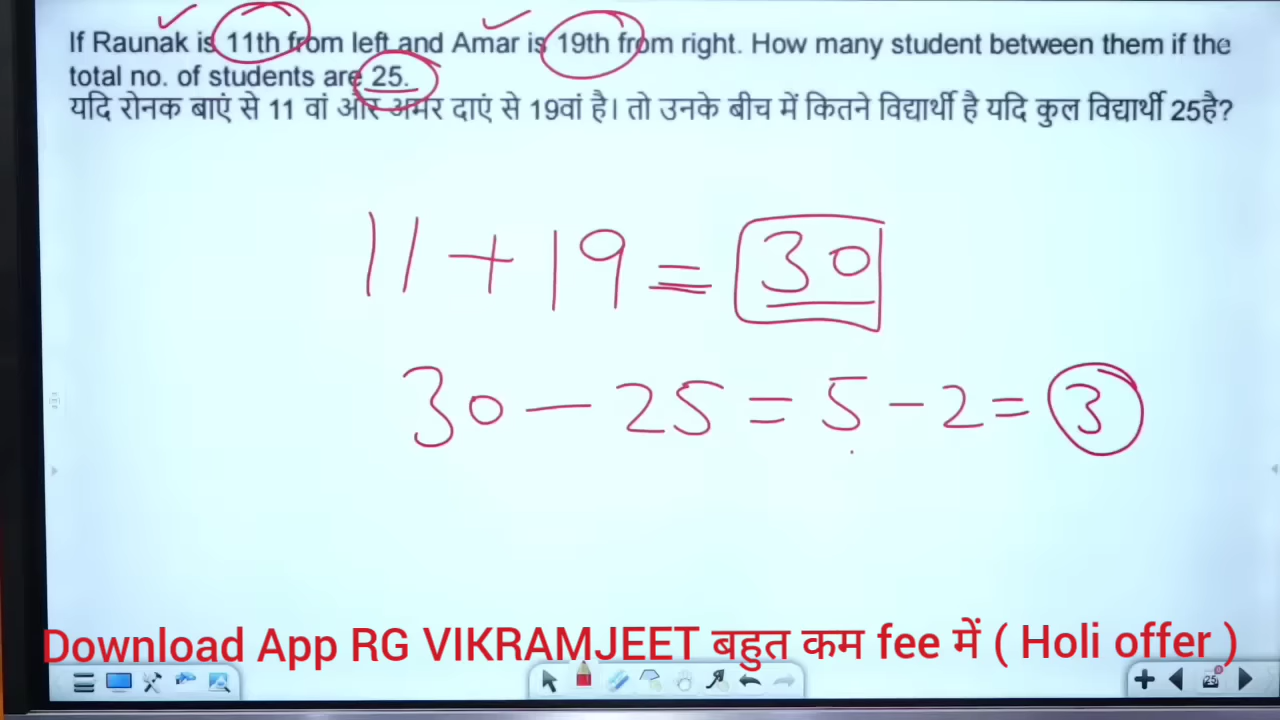 If Raunak is 11th from left and Amar is 19th from right. How many student between them if the
total no. of students are 25.
यदि रोनक बाएं से 11 वां और अमर दाएं से 19वां है। तो उनके बीच में कितने विद्यार्थी है यदि कुल विद्यार्थी 25है?
11 + 19 = 30
30 - 25 = 5 - 2 = 3
Download App RG VIKRAMJEET बहुत कम fee में ( Holi offer )
25